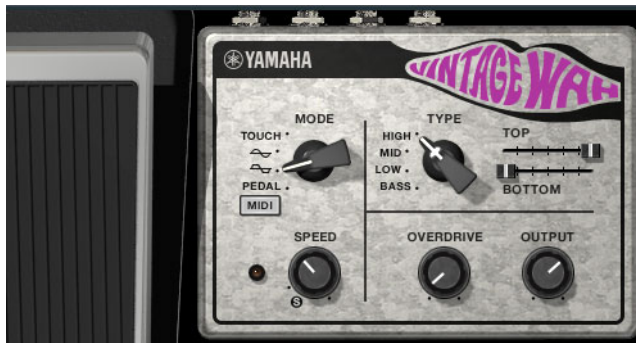 YAMAHA
VINTAGE WAH
MODE
TOUCH
PEDAL
MIDI
TYPE
HIGH
MID
LOW
BASS
TOP
BOTTOM
SPEED
S
OVERDRIVE
OUTPUT